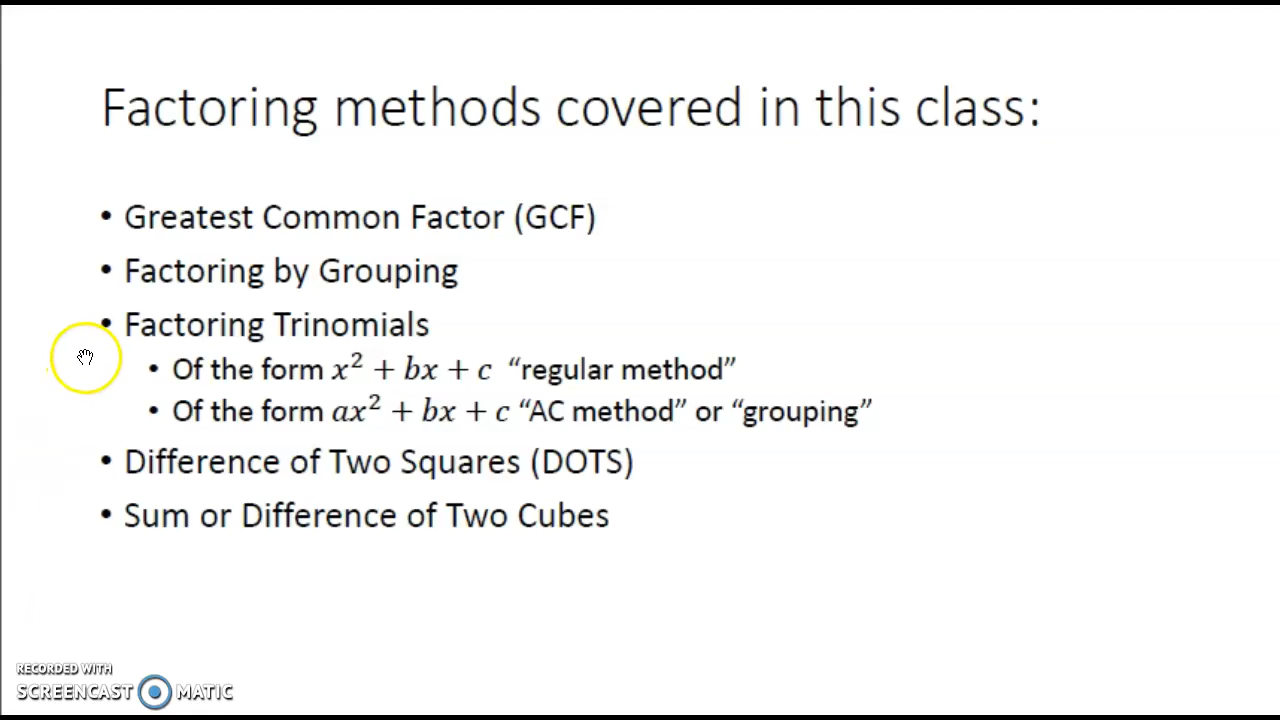 Factoring methods covered in this class:
• Greatest Common Factor (GCF)
• Factoring by Grouping
• Factoring Trinomials
• Of the form x² + bx + c “regular method”
• Of the form ax² + bx + c “AC method” or “grouping”
• Difference of Two Squares (DOTS)
• Sum or Difference of Two Cubes
RECORDED WITH
SCREENCAST MATIC